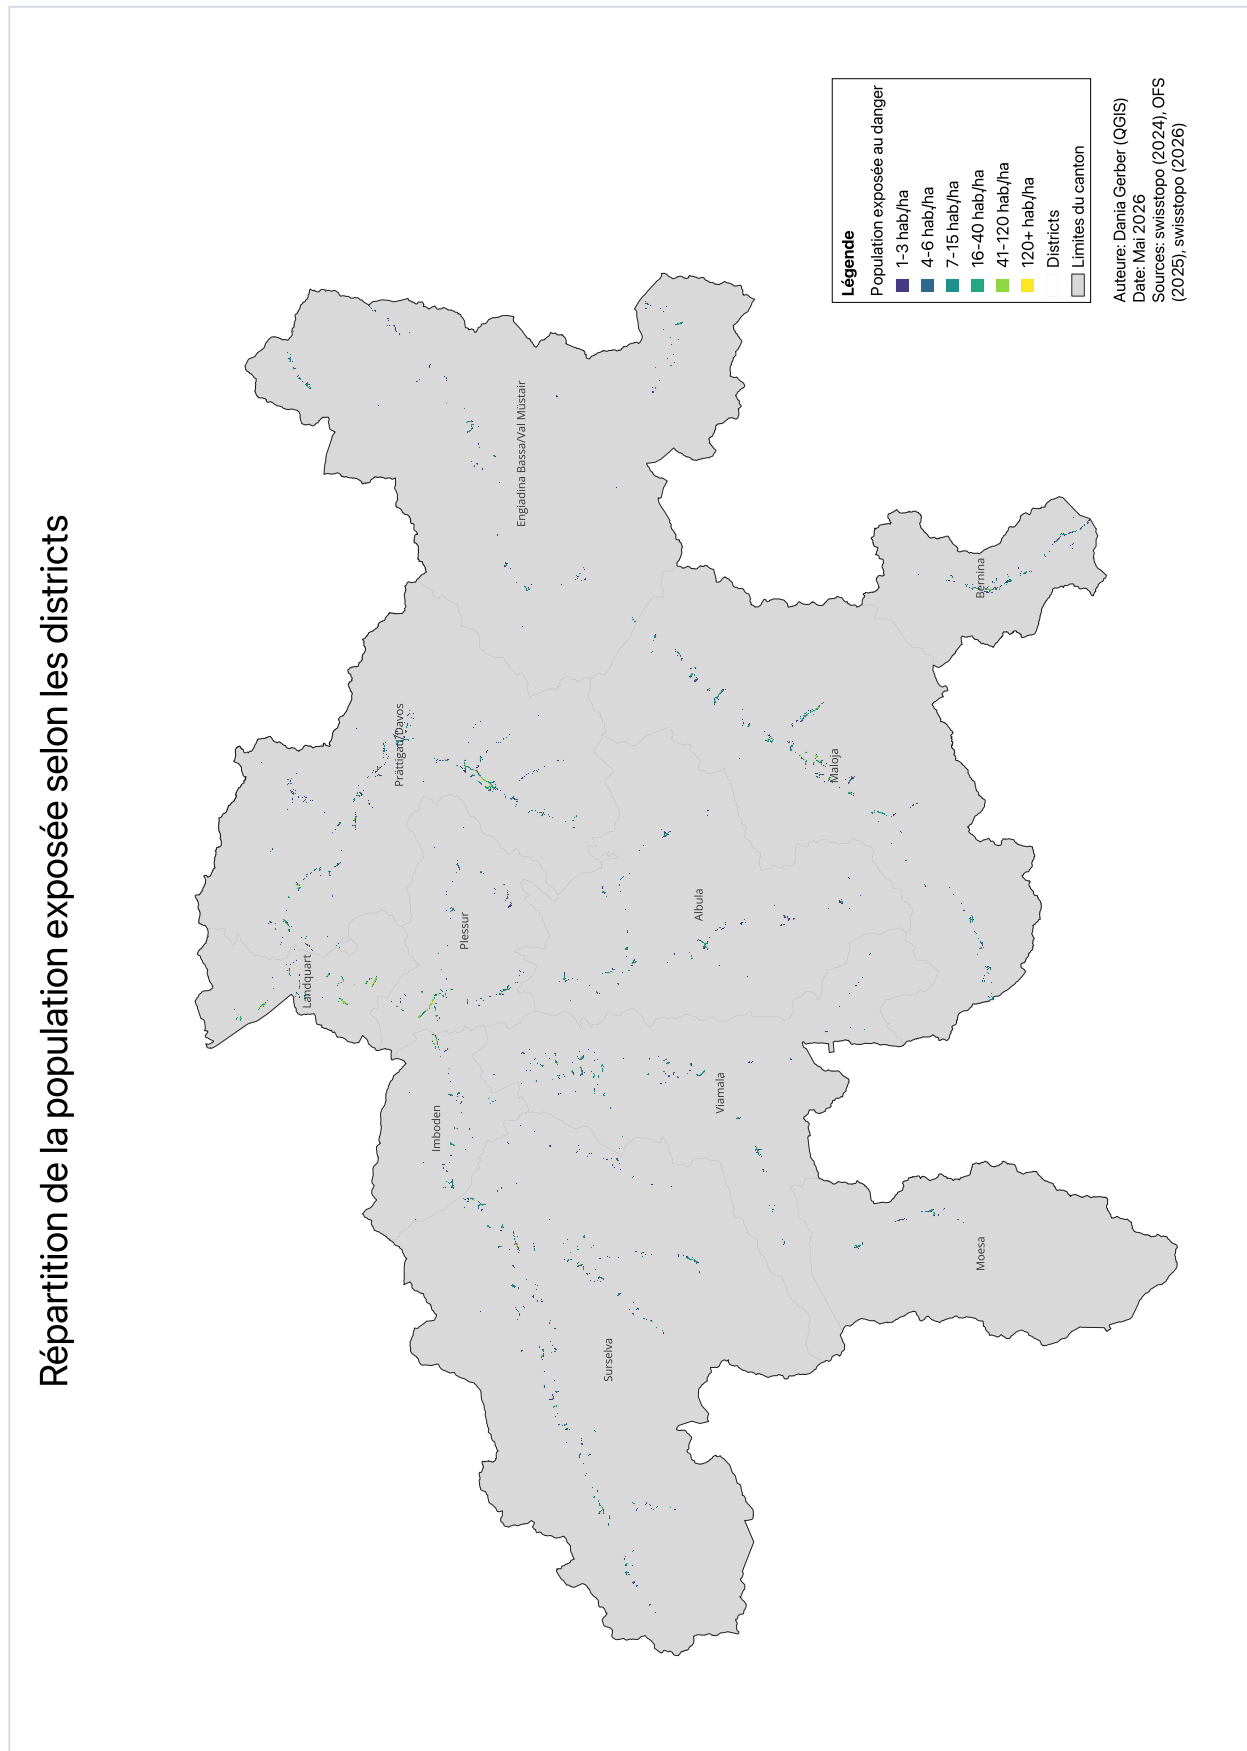 Répartition de la population exposée selon les districts
Landquart
Prättigau/Davos
Plessur
Imboden
Engiadina Bassa/Val Müstair
Surselva
Albula
Viamala
Maloja
Bernina
Moesa
Légende
Population exposée au danger
1-3 hab/ha
4-6 hab/ha
7-15 hab/ha
16-40 hab/ha
41-120 hab/ha
120+ hab/ha
Districts
Limites du canton
Auteure: Dania Gerber (QGIS)
Date: Mai 2026
Sources: swisstopo (2024), OFS
(2025), swisstopo (2026)